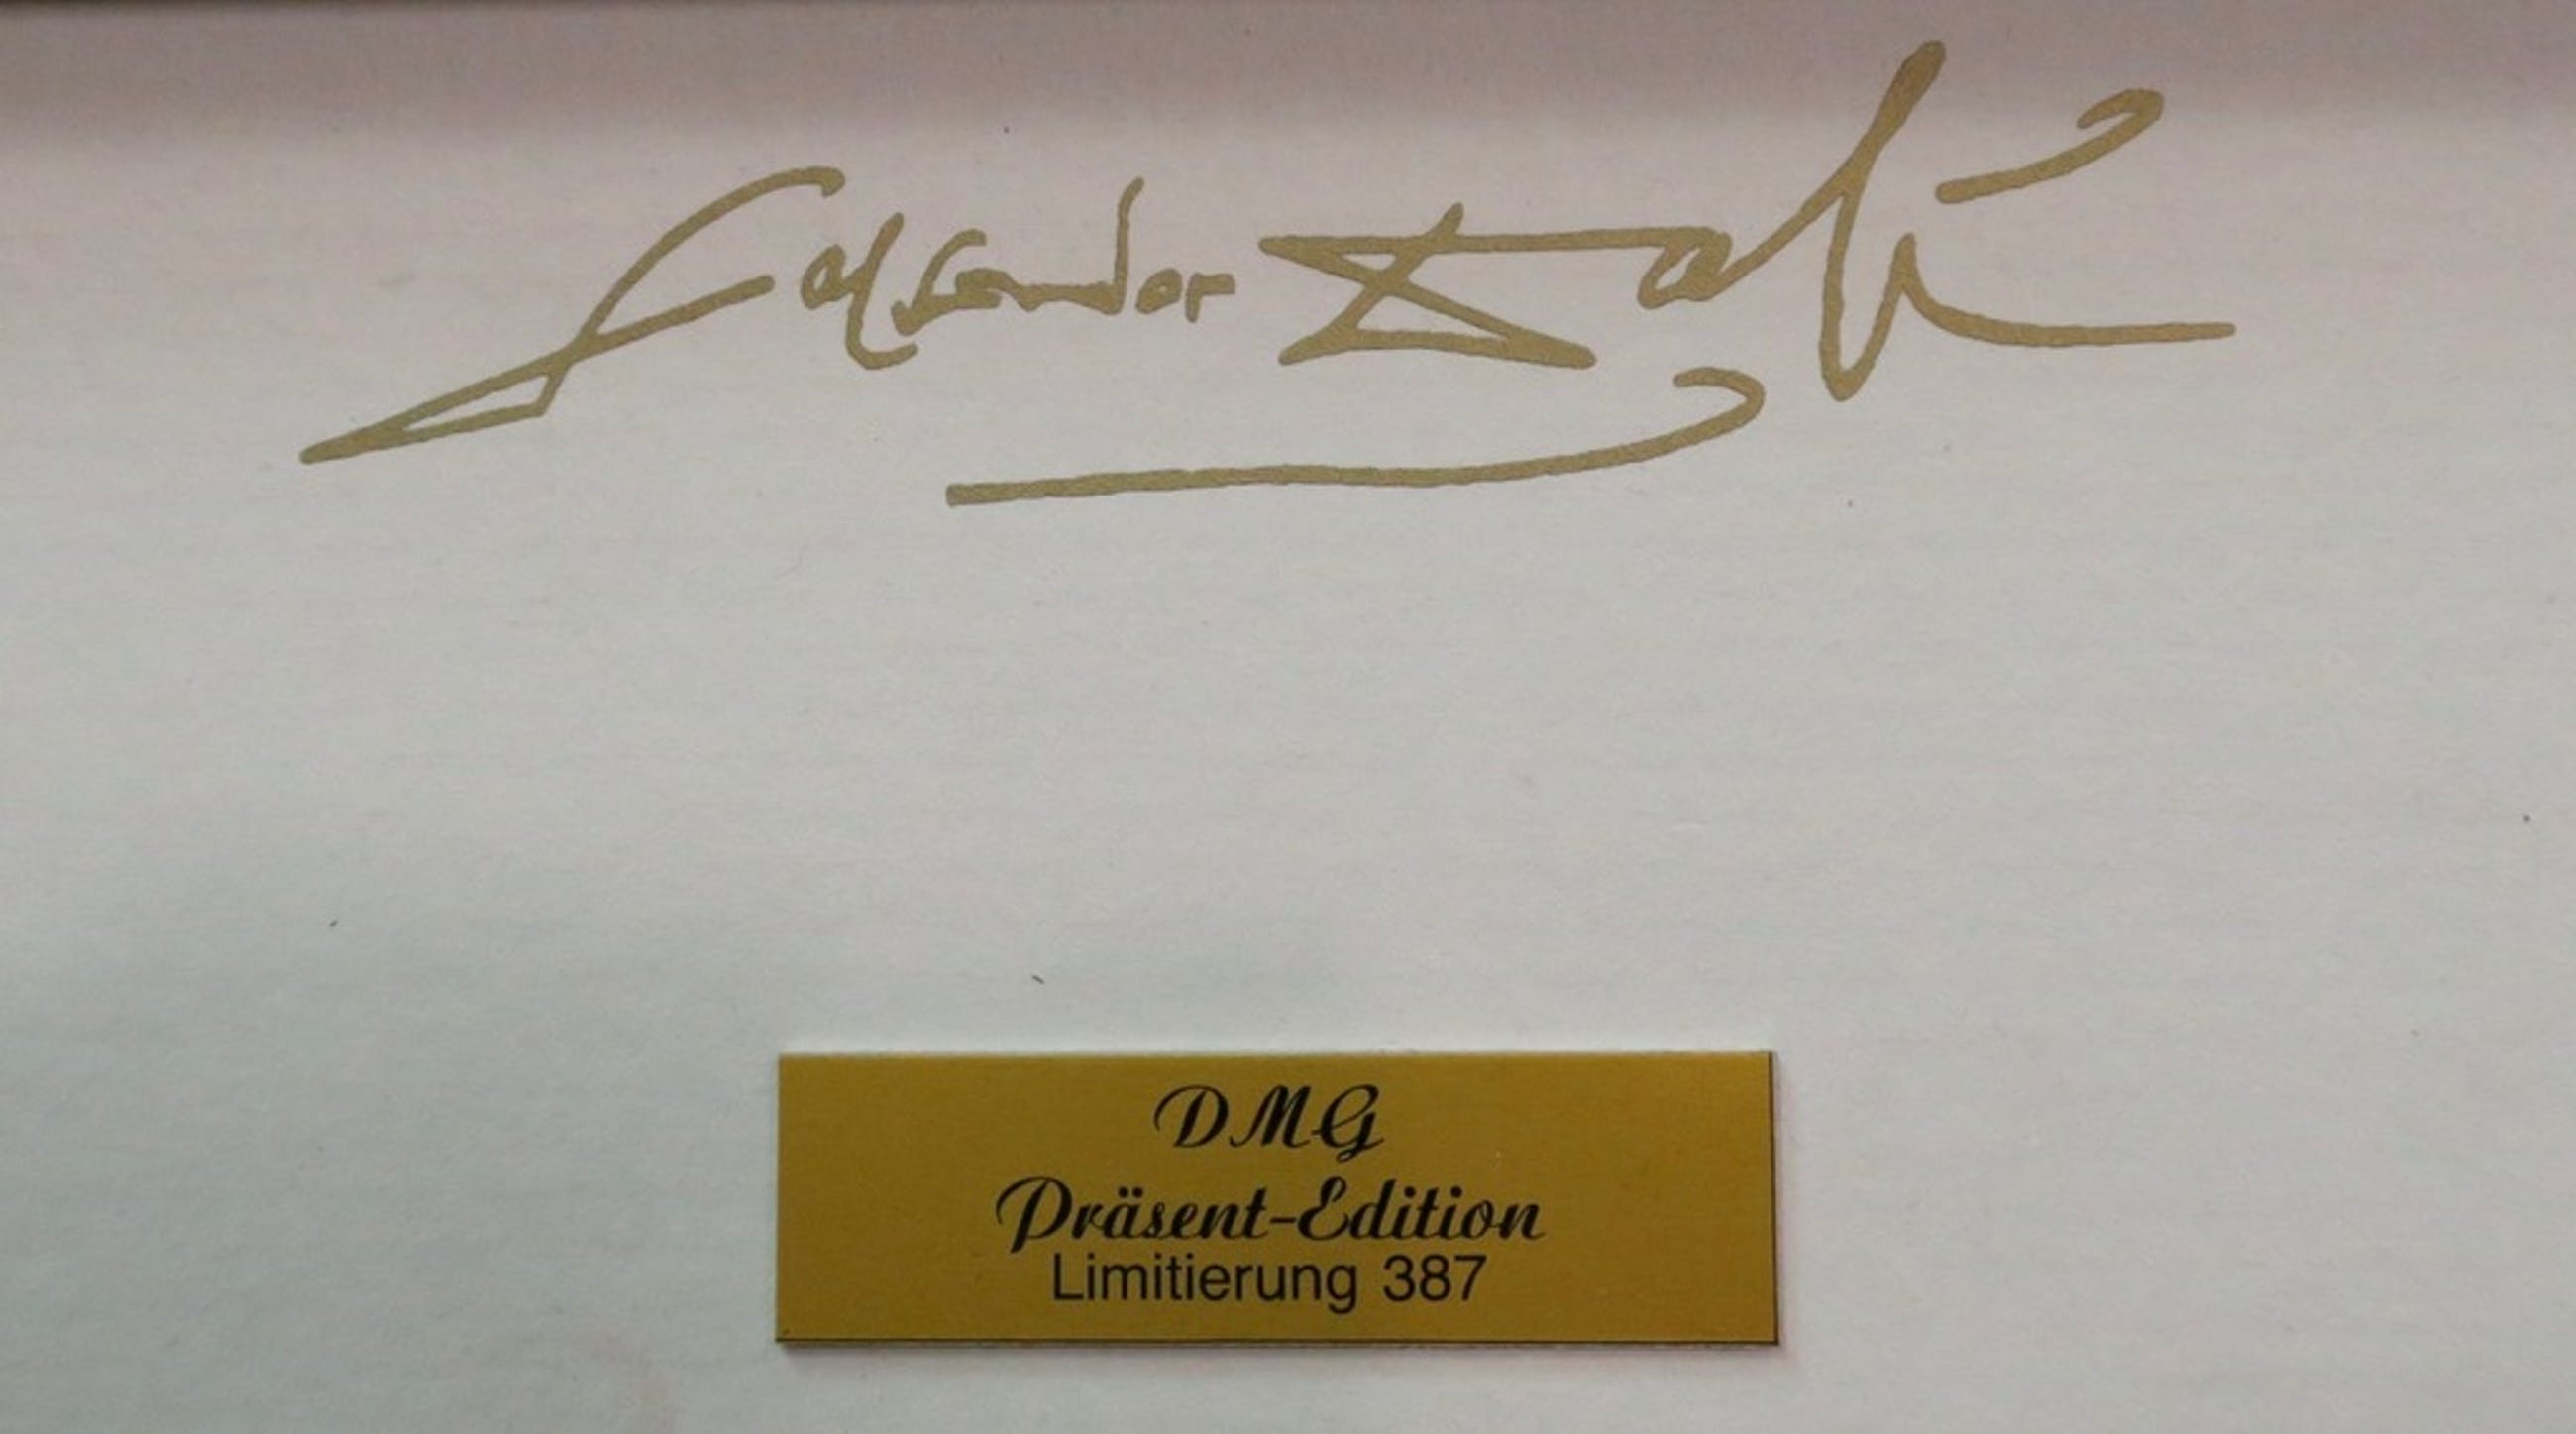 Salvador Dalí
DMG
Präsent-Edition
Limitierung 387